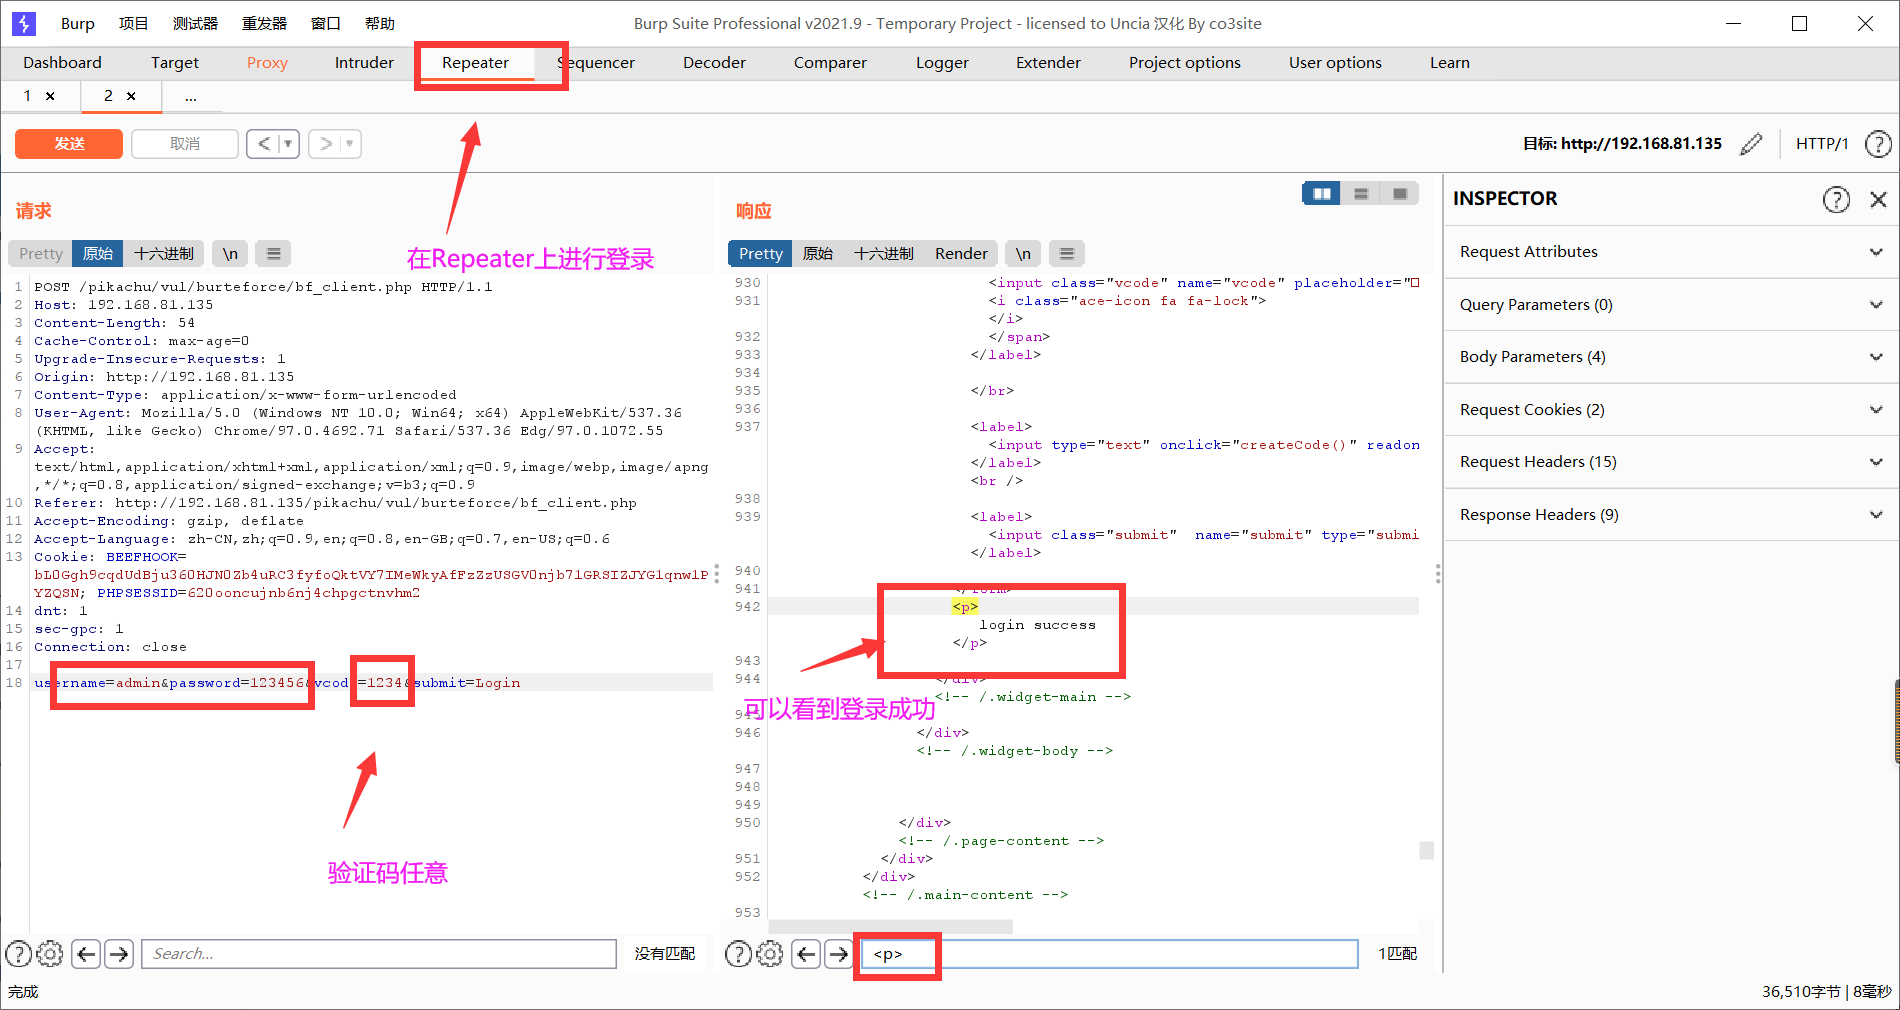 Burp 项目 测试器 重发器 窗口 帮助 Burp Suite Professional v2021.9 - Temporary Project - licensed to Uncia 汉化 By co3site
Dashboard Target Proxy Intruder Repeater Sequencer Decoder Comparer Logger Extender Project options User options Learn
1 × 2 × ...
发送 取消 < > 目标: http://192.168.81.135 HTTP/1 ?
请求
Pretty 原始 十六进制 \n
在Repeater上进行登录
1 POST /pikachu/vul/burteforce/bf_client.php HTTP/1.1
2 Host: 192.168.81.135
3 Content-Length: 54
4 Cache-Control: max-age=0
5 Upgrade-Insecure-Requests: 1
6 Origin: http://192.168.81.135
7 Content-Type: application/x-www-form-urlencoded
8 User-Agent: Mozilla/5.0 (Windows NT 10.0; Win64; x64) AppleWebKit/537.36
(KHTML, like Gecko) Chrome/97.0.4692.71 Safari/537.36 Edg/97.0.1072.55
9 Accept:
text/html,application/xhtml+xml,application/xml;q=0.9,image/webp,image/apng
,*/*;q=0.8,application/signed-exchange;v=b3;q=0.9
10 Referer: http://192.168.81.135/pikachu/vul/burteforce/bf_client.php
11 Accept-Encoding: gzip, deflate
12 Accept-Language: zh-CN,zh;q=0.9,en;q=0.8,en-GB;q=0.7,en-US;q=0.6
13 Cookie: BEEFHOOK=
bL0Ggh9cqdUdBju360HJN0Zb4uRC3fyfoQktVY7IMeWkyAfFzZzUSGV0njb71GRSIZJYG1qnw1P
YZQSN; PHPSESSID=620ooncujnb6nj4chpgctnvhm2
14 dnt: 1
15 sec-gpc: 1
16 Connection: close
17
18 username=admin&password=123456&vcode=1234&submit=Login
验证码任意
? Search... 没有匹配
响应
Pretty 原始 十六进制 Render \n
930 <input class="vcode" name="vcode" placeholder="
931 <i class="ace-icon fa fa-lock">
</i>
932 </span>
933 </label>
934
935 </br>
936
937 <label>
<input type="text" onclick="createCode()" readon
</label>
<br />
938
939 <label>
<input class="submit" name="submit" type="submi
</label>
940
941 </form>
942 <p>
login success
</p>
943
944 </div>
<!-- /.widget-main -->
可以看到登录成功
945
946 </div>
<!-- /.widget-body -->
947
948
949
950 </div>
<!-- /.page-content -->
951 </div>
952 </div>
<!-- /.main-content -->
953
? <p> 1匹配
INSPECTOR ?
Request Attributes
Query Parameters (0)
Body Parameters (4)
Request Cookies (2)
Request Headers (15)
Response Headers (9)
完成 36,510字节 | 8毫秒